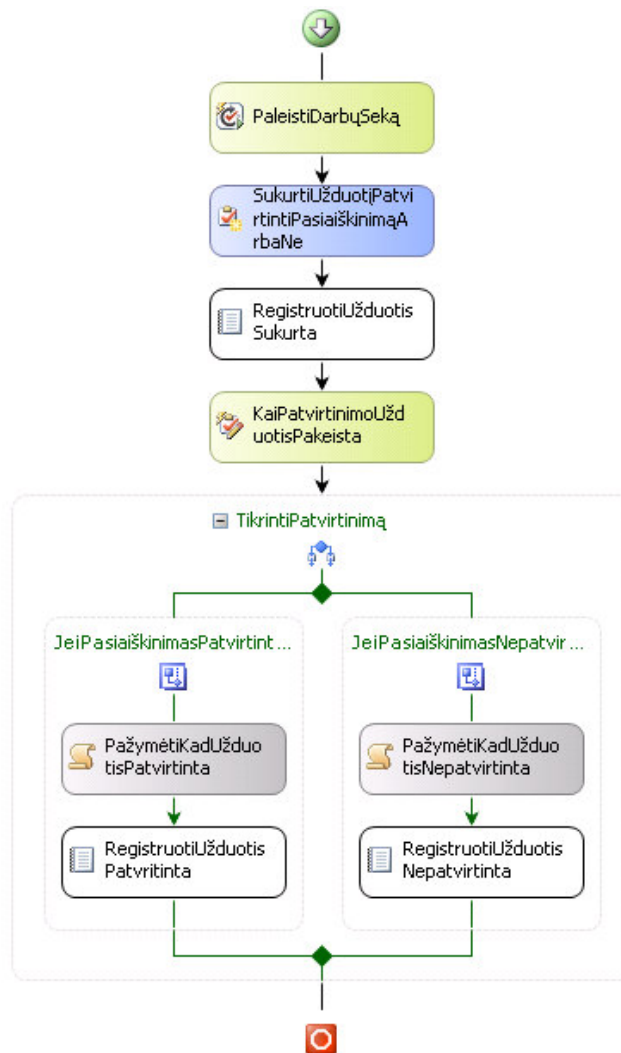 PaleistiDarbųSeką
SukurtiUžduotįPatvi
rtintiPasiaiškinimąA
rbaNe
RegistruotiUžduotis
Sukurta
KaiPatvirtinimoUžd
uotisPakeista
TikrintiPatvirtinimą
JeiPasiaiškinimasPatvirtint...
JeiPasiaiškinimasNepatvir...
PažymėtiKadUžduo
tisPatvirtinta
PažymėtiKadUžduo
tisNepatvirtinta
RegistruotiUžduotis
Patvritinta
RegistruotiUžduotis
Nepatvirtinta